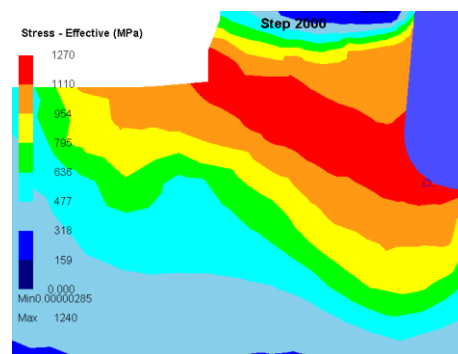 Step 2000
Stress - Effective (MPa)
1270
1110
954
795
636
477
318
159
0.000
Min0.00000285
Max 1240